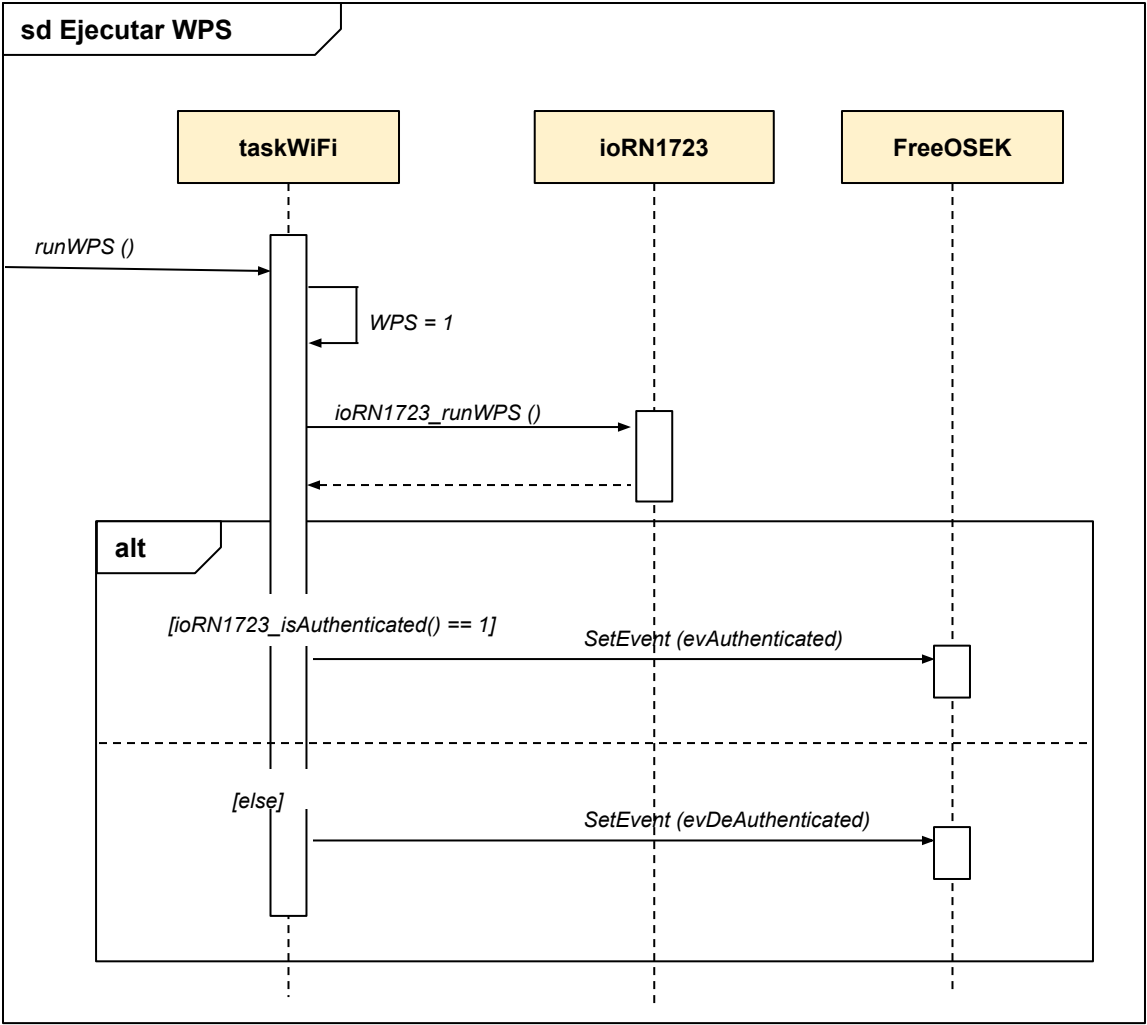 sd Ejecutar WPS
taskWiFi
ioRN1723
FreeOSEK
runWPS ()
WPS = 1
ioRN1723_runWPS ()
alt
[ioRN1723_isAuthenticated() == 1]
SetEvent (evAuthenticated)
[else]
SetEvent (evDeAuthenticated)